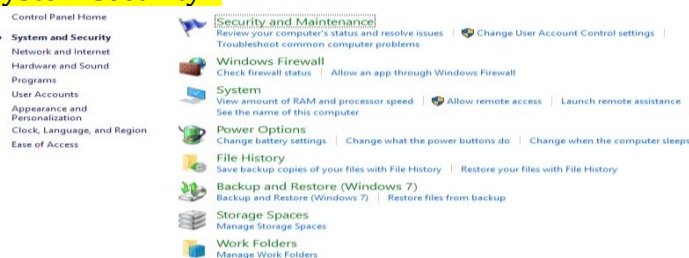 System Security
Control Panel Home
System and Security
Network and Internet
Hardware and Sound
Programs
User Accounts
Appearance and
Personalization
Clock, Language, and Region
Ease of Access
Security and Maintenance
Review your computer's status and resolve issues | Change User Account Control settings |
Troubleshoot common computer problems
Windows Firewall
Check firewall status | Allow an app through Windows Firewall
System
View amount of RAM and processor speed | Allow remote access | Launch remote assistance
See the name of this computer
Power Options
Change battery settings | Change what the power buttons do | Change when the computer sleeps
File History
Save backup copies of your files with File History | Restore your files with File History
Backup and Restore (Windows 7)
Backup and Restore (Windows 7) | Restore files from backup
Storage Spaces
Manage Storage Spaces
Work Folders
Manage Work Folders